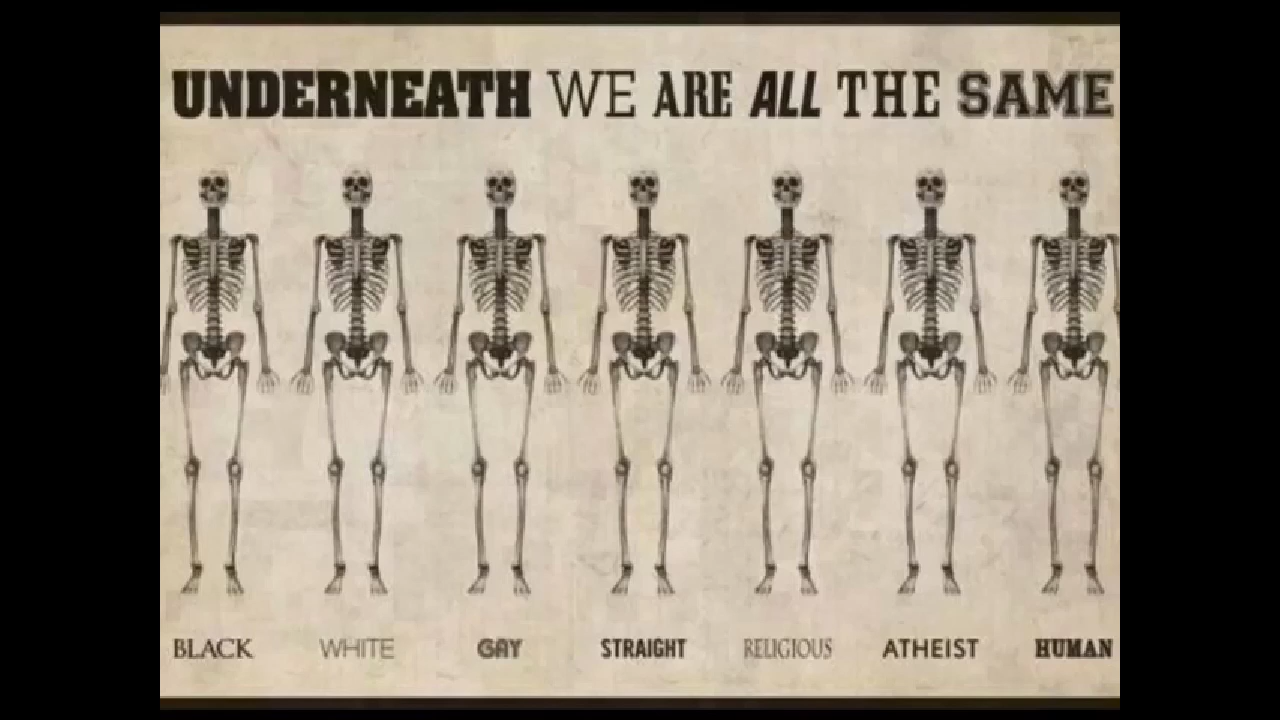 UNDERNEATH WE ARE ALL THE SAME
BLACK WHITE GAY STRAIGHT RELIGIOUS ATHEIST HUMAN